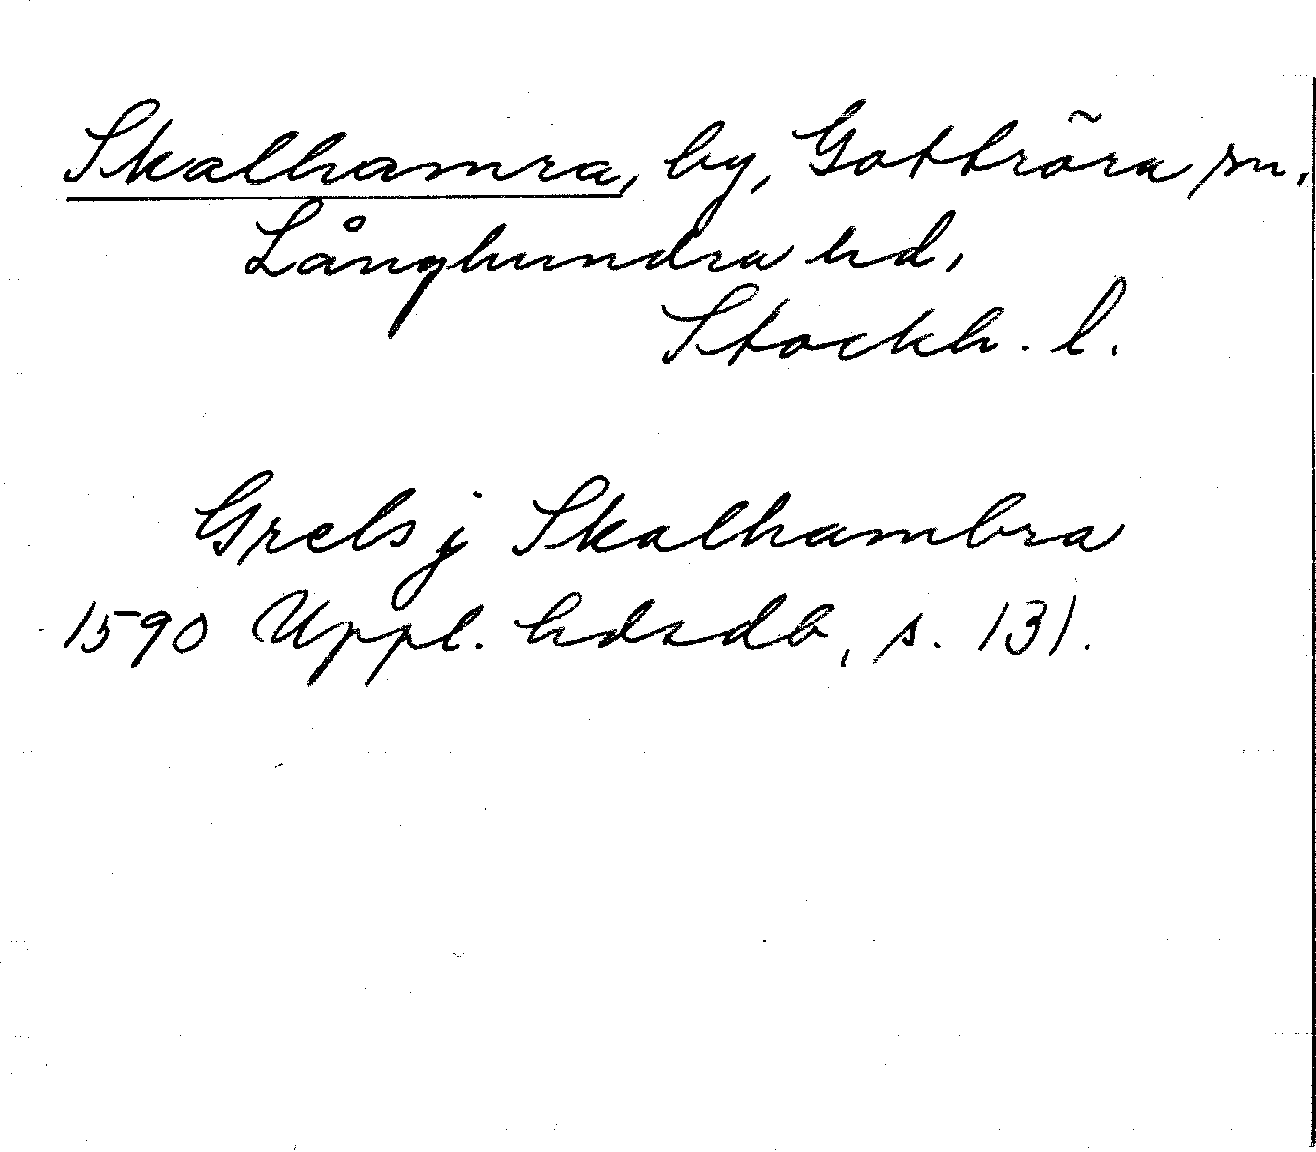 Skalhamra, by, Gottröra sn.
Långhundra hd,
Stockh. l.
Grels j Skalhambra
1590 Uppl. hdsdb, s. 131.